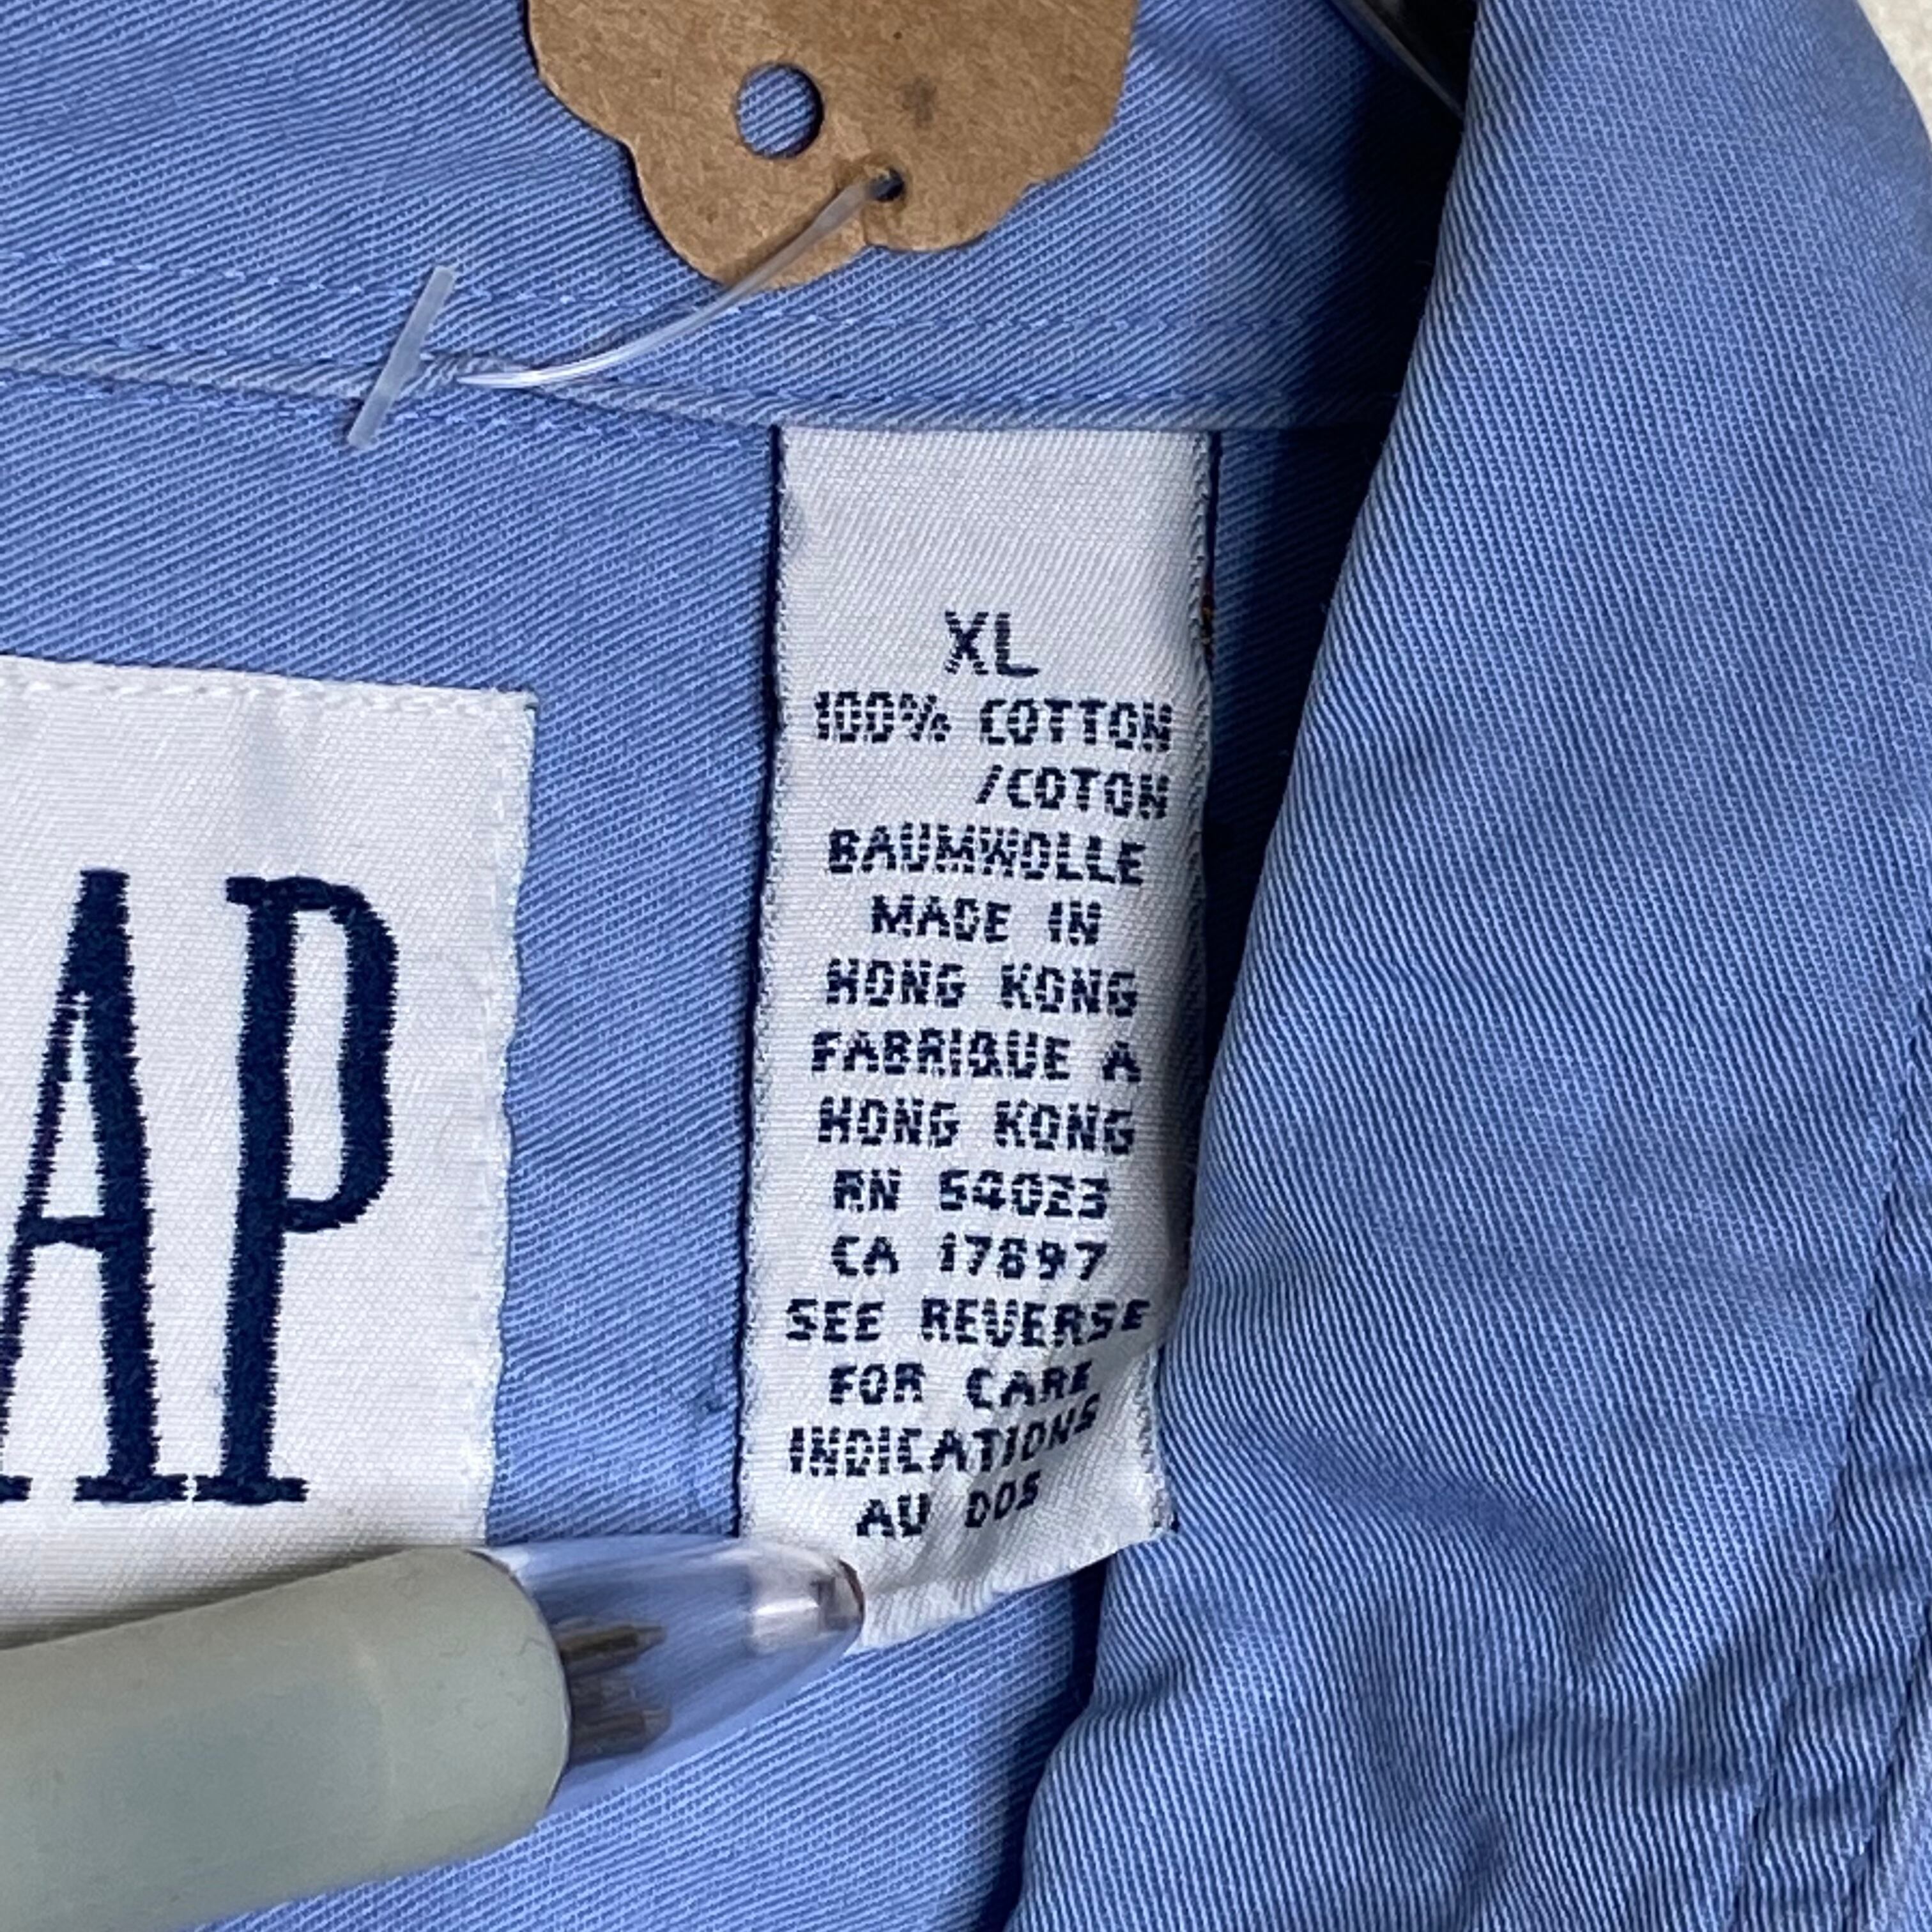 AP
XL
100% COTTON
/COTON
BAUMWOLLE
MADE IN
HONG KONG
FABRIQUE A
HONG KONG
RN 54023
CA 17897
SEE REVERSE
FOR CARE
INDICATIONS
AU DOS